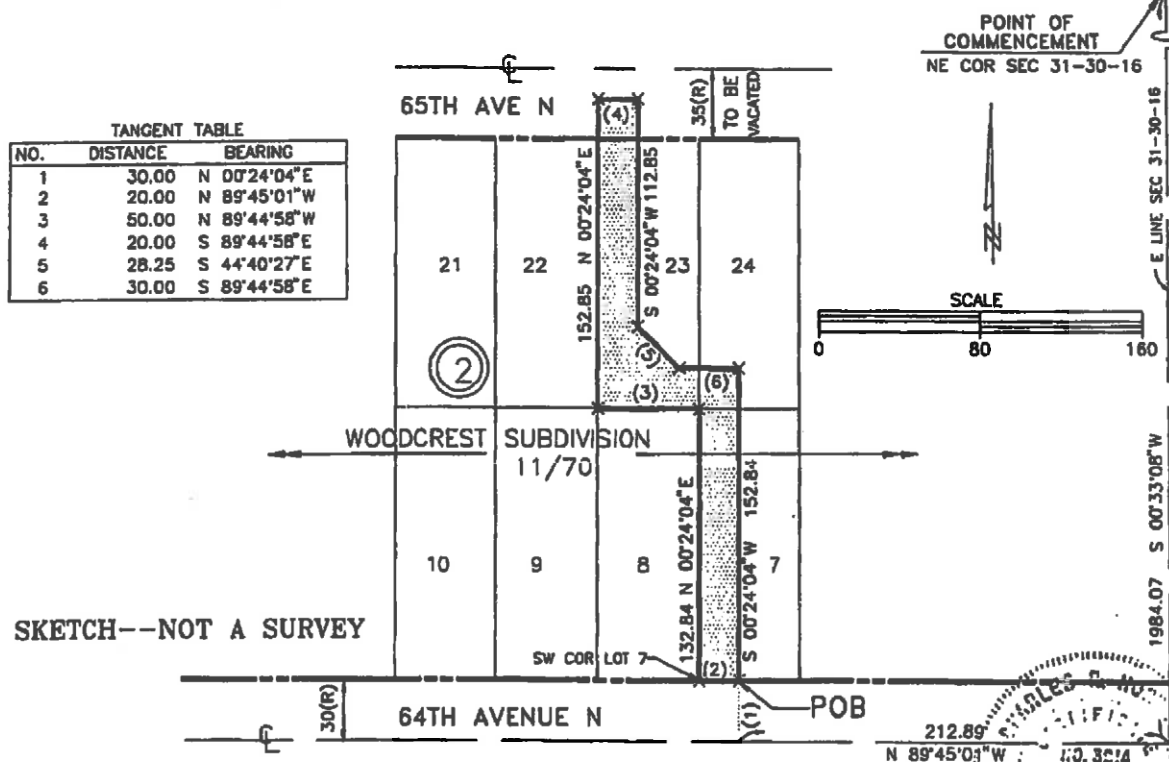 POINT OF
COMMENCEMENT
NE COR SEC 31-30-16
℄
65TH AVE N
(4)
35(R)
TO BE
VACATED
TANGENT TABLE
NO. DISTANCE BEARING
1 30.00 N 00°24'04"E
2 20.00 N 89°45'01"W
3 50.00 N 89°44'58"W
4 20.00 S 89°44'58"E
5 28.25 S 44°40'27"E
6 30.00 S 89°44'58"E
E LINE SEC 31-30-16
152.85 N 00°24'04"E
S 00°24'04"W 112.85
21
22
23
24
SCALE
0 80 160
(5)
2
(6)
(3)
WOODCREST SUBDIVISION
11/70
132.84 N 00°24'04"E
S 00°24'04"W 152.84
1984.07 S 00°33'08"W
10
9
8
7
SKETCH--NOT A SURVEY
SW COR LOT 7
(2)
POB
30(R)
64TH AVENUE N
(1)
℄
212.89
N 89°45'01"W